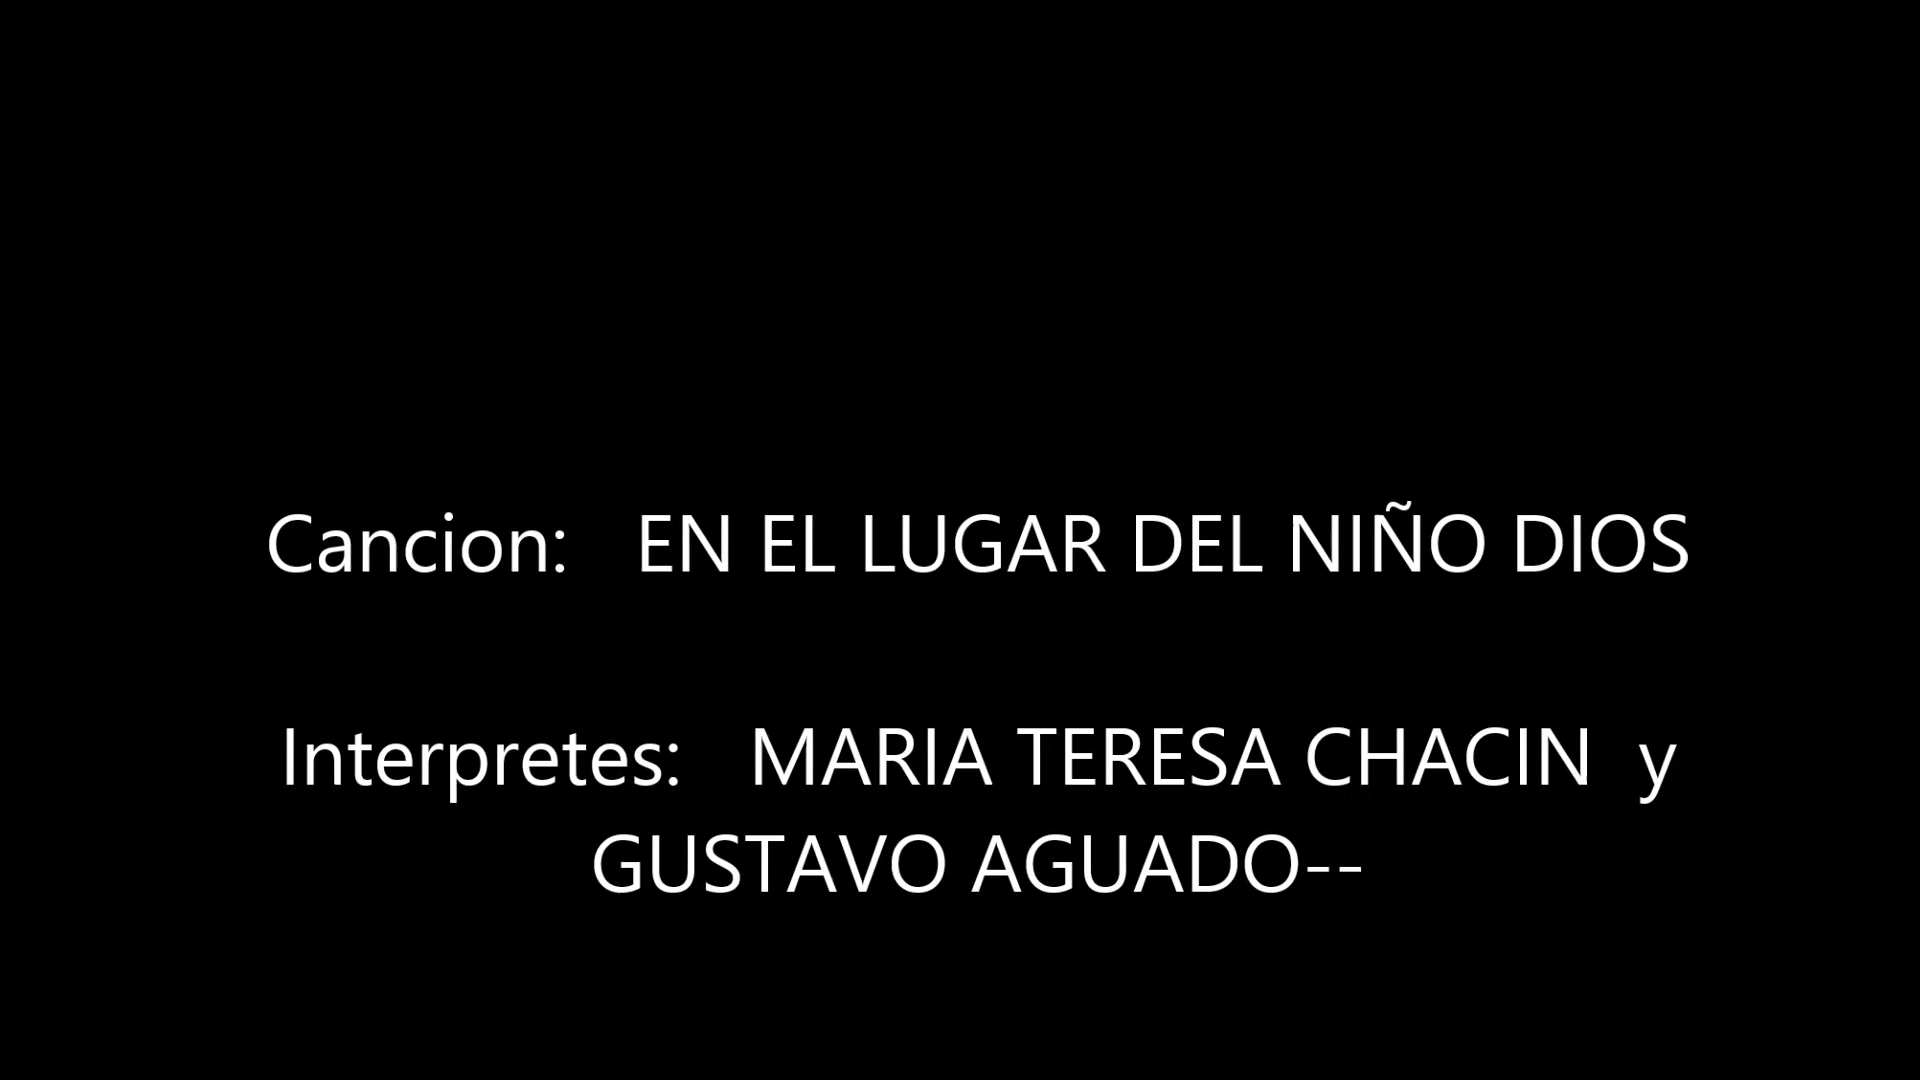 Cancion: EN EL LUGAR DEL NIÑO DIOS
Interpretes: MARIA TERESA CHACIN y
GUSTAVO AGUADO--